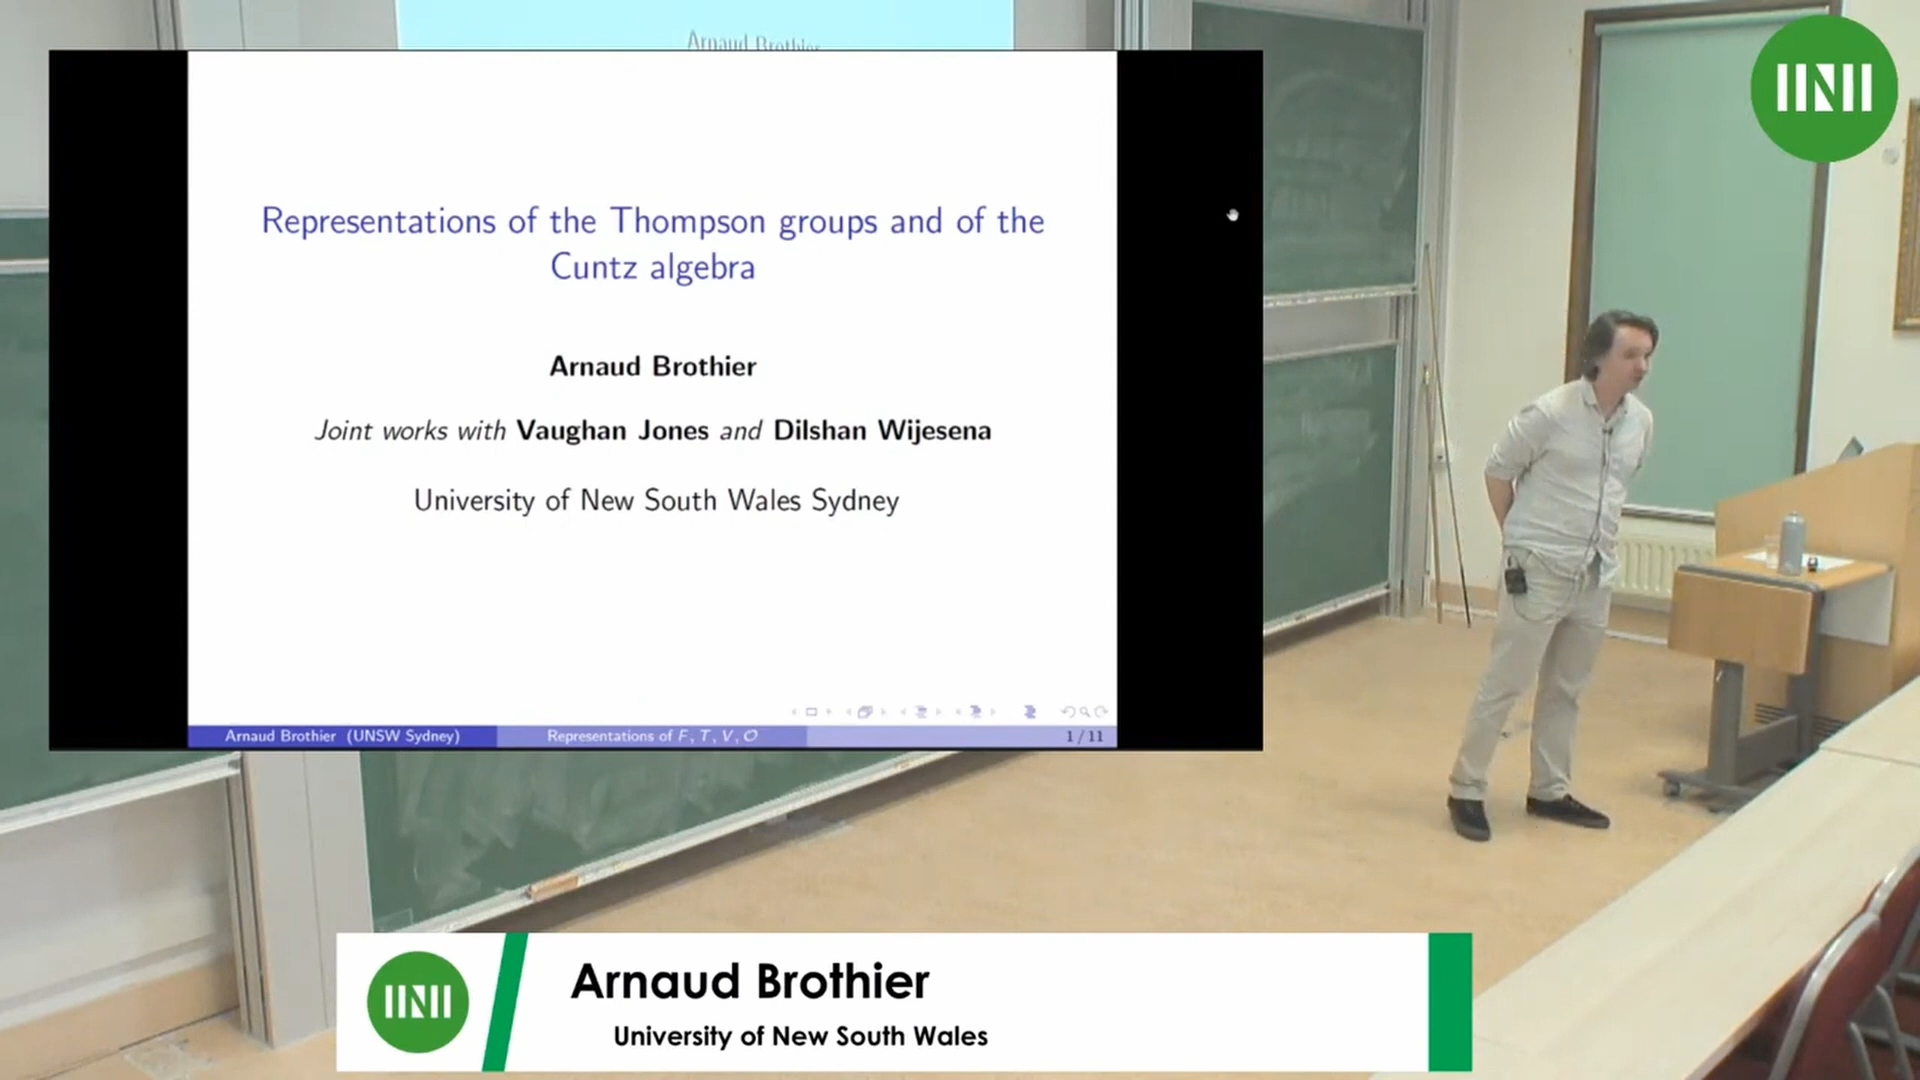 Arnaud Brothier
Representations of the Thompson groups and of the
Cuntz algebra
Arnaud Brothier
Joint works with Vaughan Jones and Dilshan Wijesena
University of New South Wales Sydney
Arnaud Brothier (UNSW Sydney)
Representations of F, T, V, O
1 / 11
Arnaud Brothier
University of New South Wales